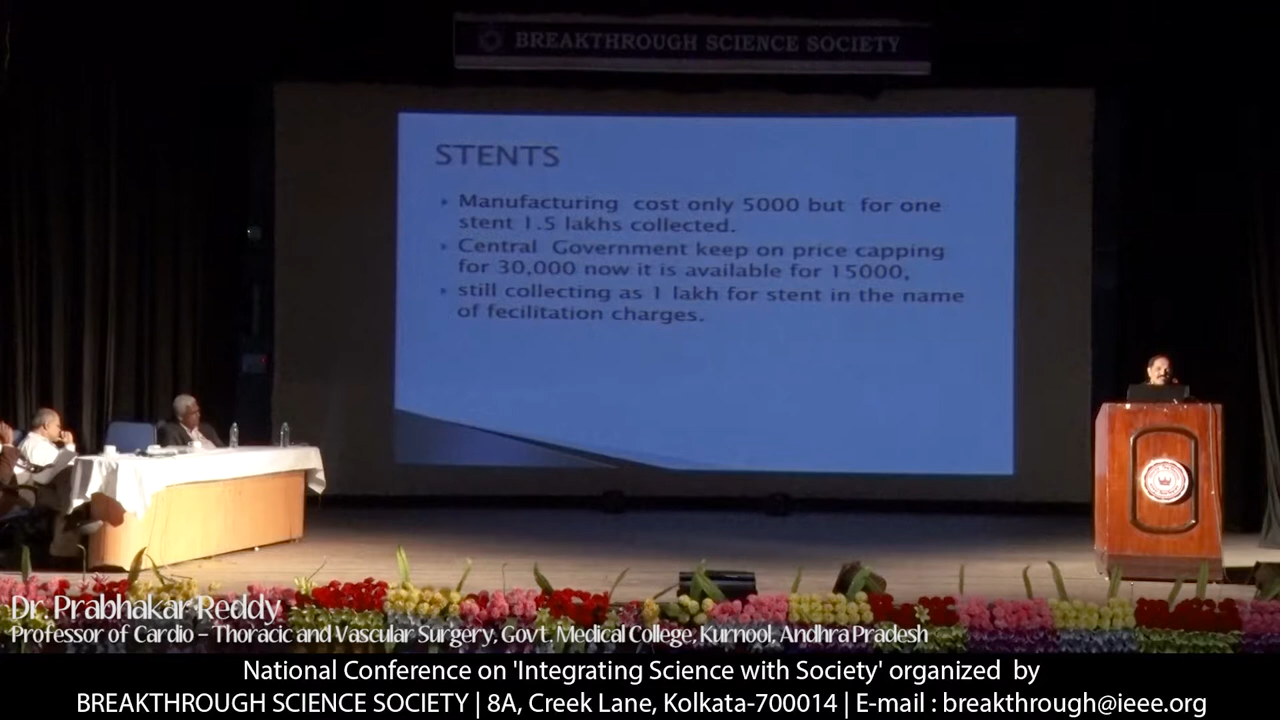 BREAKTHROUGH SCIENCE SOCIETY
STENTS
Manufacturing cost only 5000 but for one
stent 1.5 lakhs collected.
Central Government keep on price capping
for 30,000 now it is available for 15000,
still collecting as 1 lakh for stent in the name
of fecilitation charges.
Dr. Prabhakar Reddy
Professor of Cardio - Thoracic and Vascular Surgery, Govt. Medical College, Kurnool, Andhra Pradesh
National Conference on 'Integrating Science with Society' organized by
BREAKTHROUGH SCIENCE SOCIETY | 8A, Creek Lane, Kolkata-700014 | E-mail : breakthrough@ieee.org